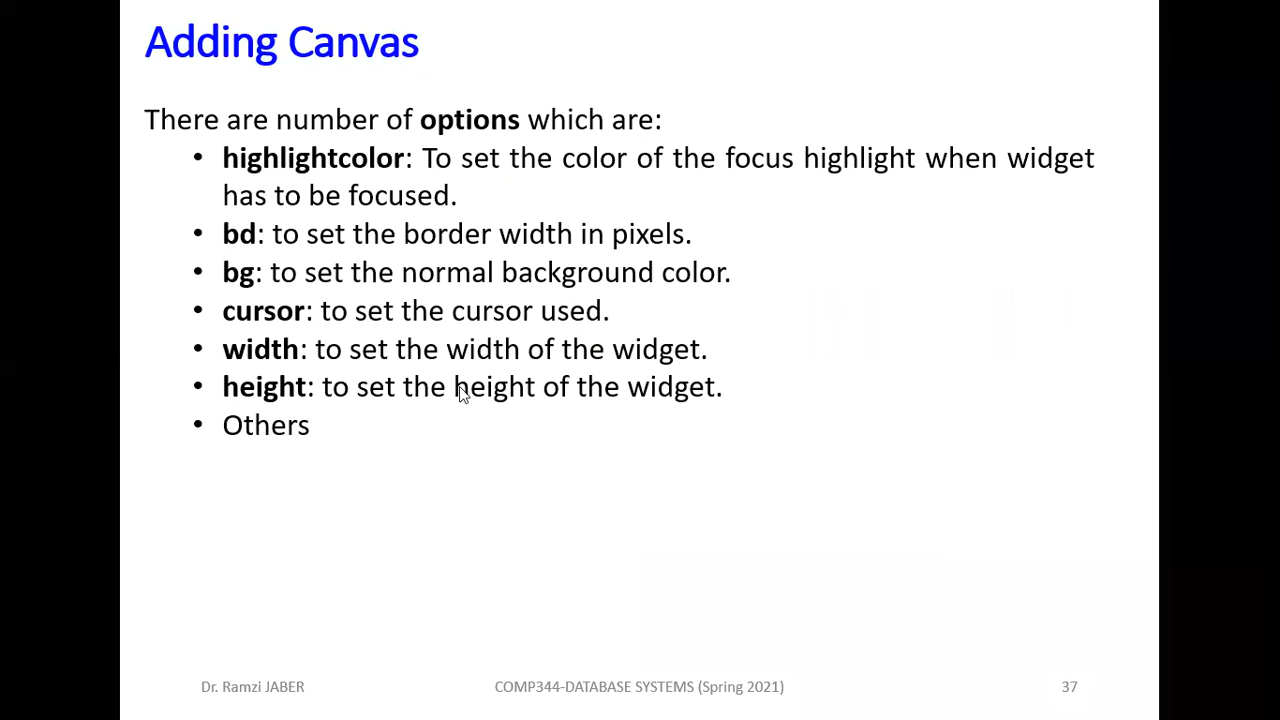 Adding Canvas
There are number of options which are:
• highlightcolor: To set the color of the focus highlight when widget
has to be focused.
• bd: to set the border width in pixels.
• bg: to set the normal background color.
• cursor: to set the cursor used.
• width: to set the width of the widget.
• height: to set the height of the widget.
• Others
Dr. Ramzi JABER COMP344-DATABASE SYSTEMS (Spring 2021) 37